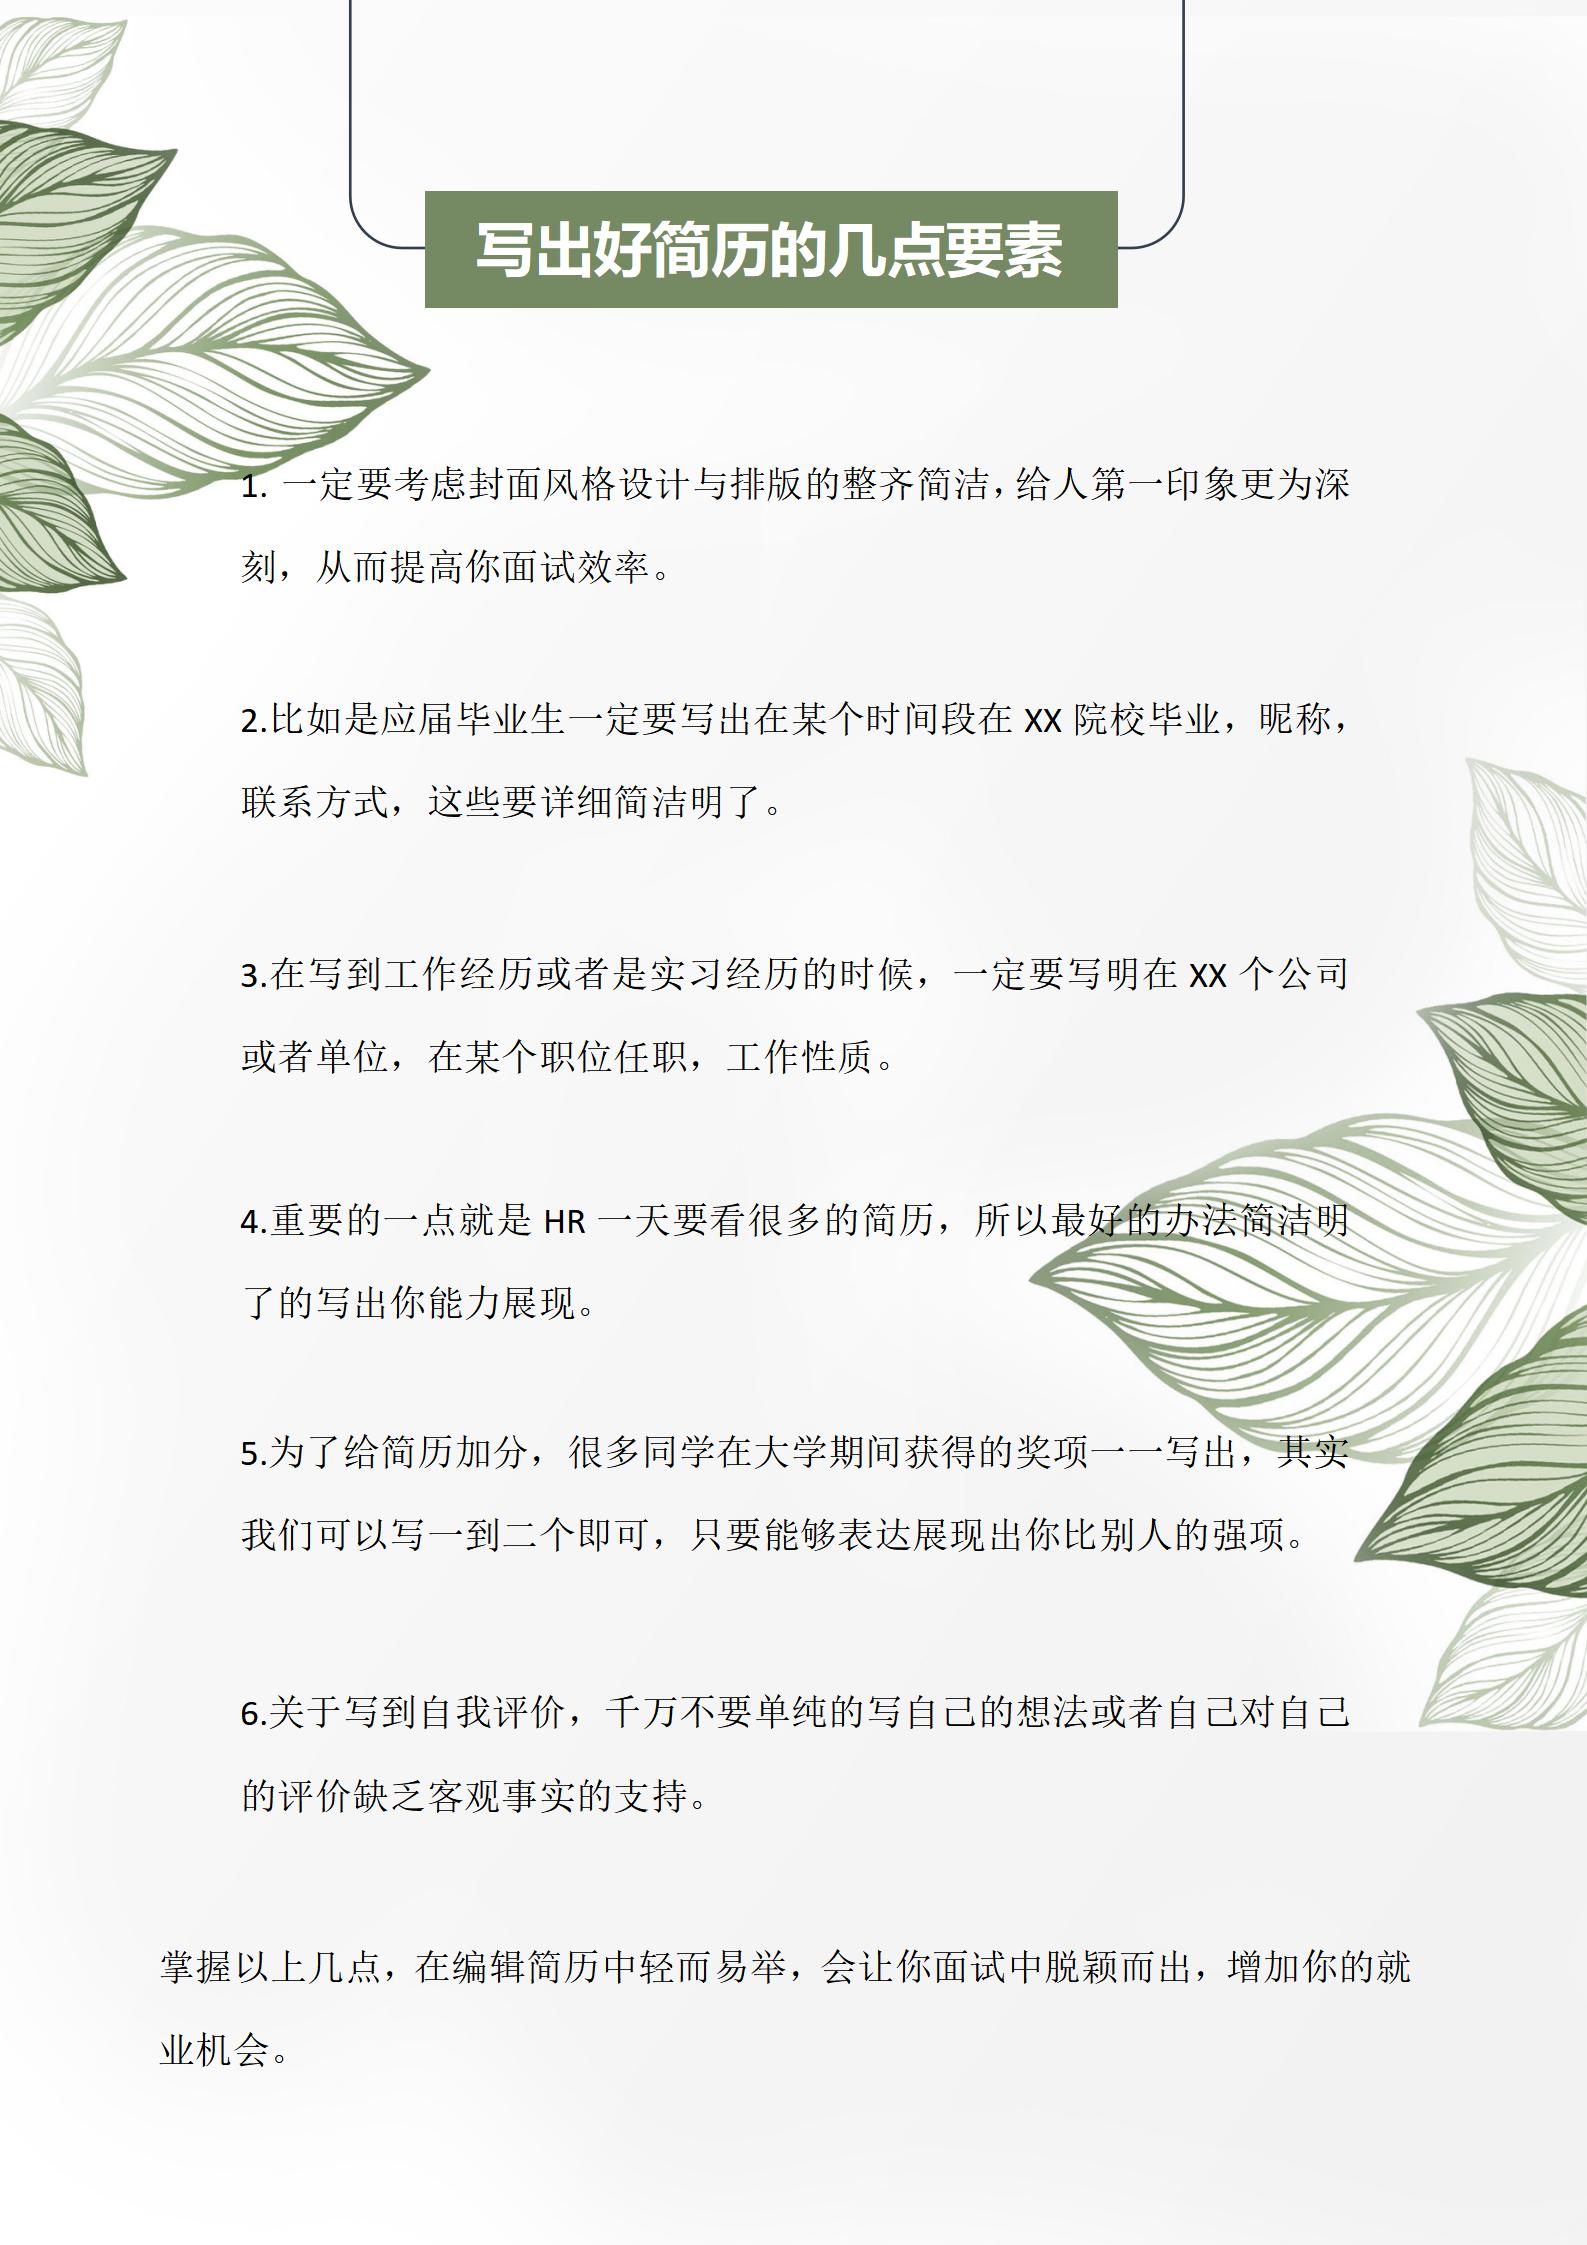 写出好简历的几点要素
1. 一定要考虑封面风格设计与排版的整齐简洁，给人第一印象更为深
刻，从而提高你面试效率。
2.比如是应届毕业生一定要写出在某个时间段在 XX 院校毕业，昵称，
联系方式，这些要详细简洁明了。
3.在写到工作经历或者是实习经历的时候，一定要写明在 XX 个公司
或者单位，在某个职位任职，工作性质。
4.重要的一点就是 HR 一天要看很多的简历，所以最好的办法简洁明
了的写出你能力展现。
5.为了给简历加分，很多同学在大学期间获得的奖项一一写出，其实
我们可以写一到二个即可，只要能够表达展现出你比别人的强项。
6.关于写到自我评价，千万不要单纯的写自己的想法或者自己对自己
的评价缺乏客观事实的支持。
掌握以上几点，在编辑简历中轻而易举，会让你面试中脱颖而出，增加你的就
业机会。